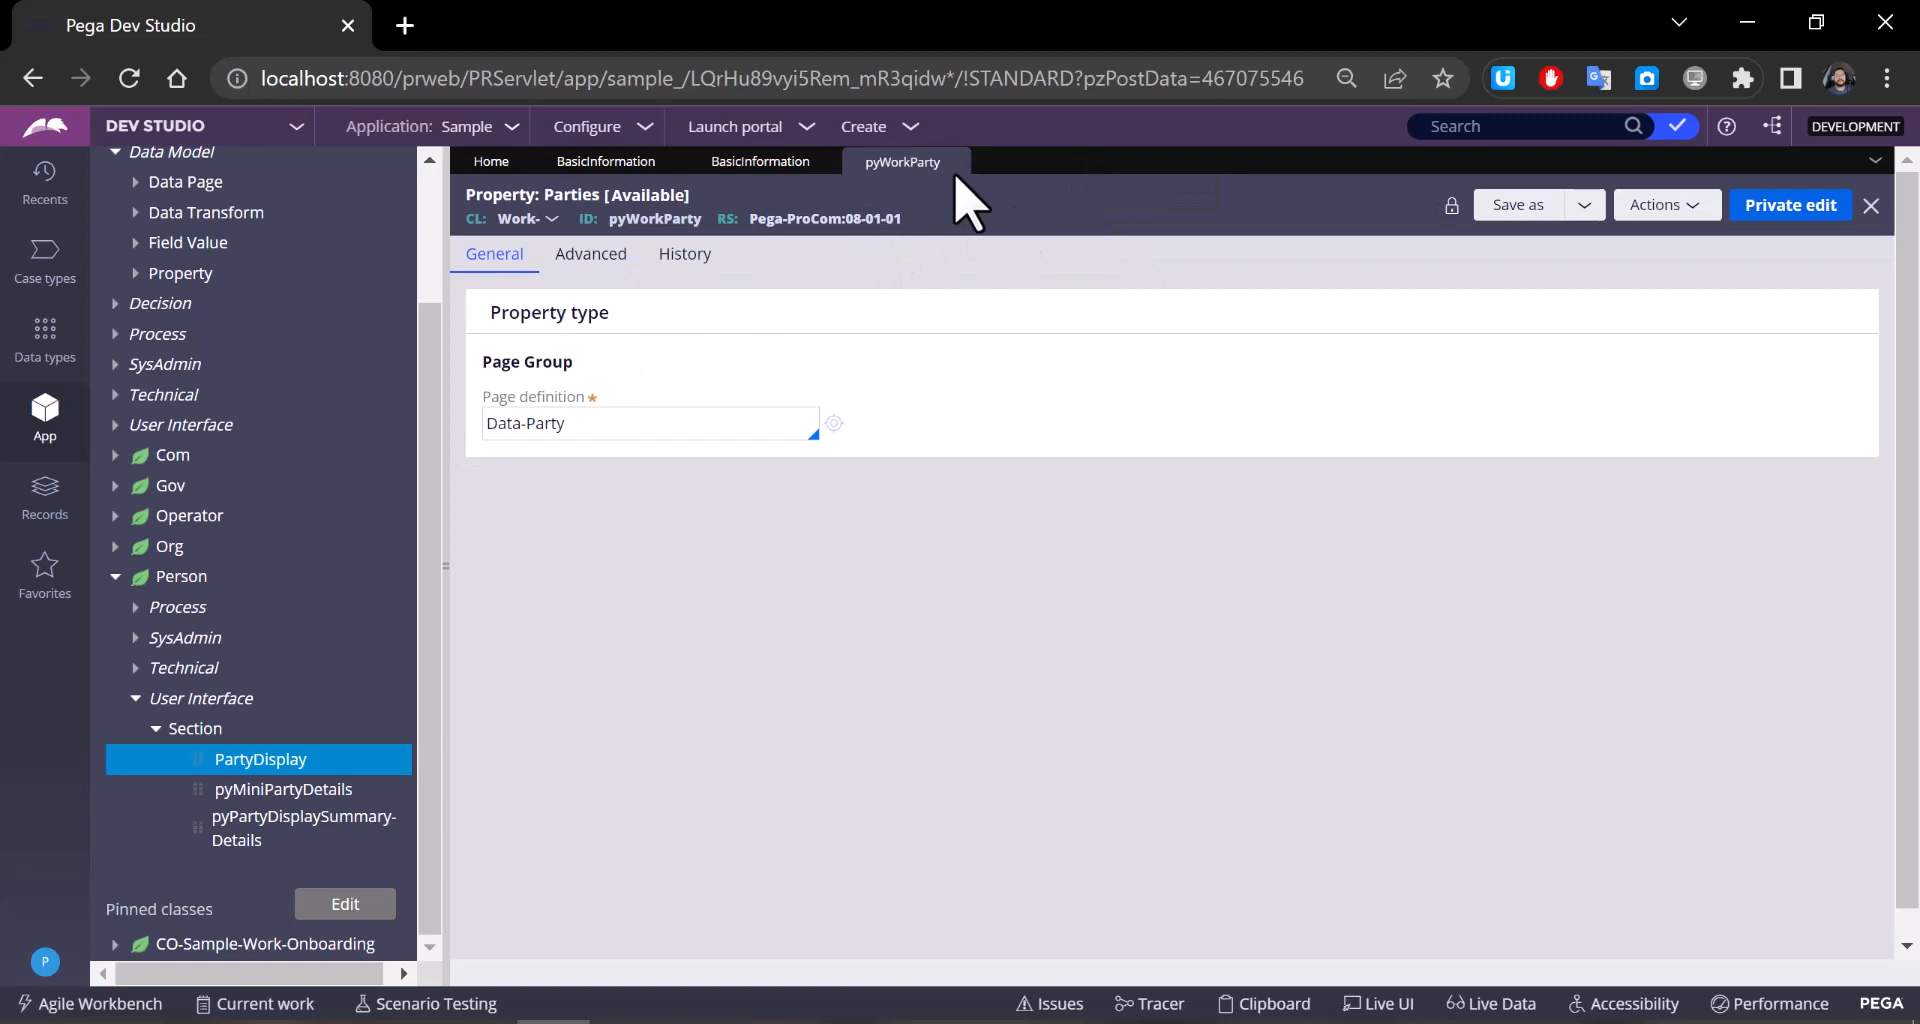 Pega Dev Studio
localhost:8080/prweb/PRServlet/app/sample_/LQrHu89vyi5Rem_mR3qidw*/!STANDARD?pzPostData=467075546
DEV STUDIO
Application: Sample
Configure
Launch portal
Create
Search
DEVELOPMENT
Recents
Case types
Data types
App
Records
Favorites
P
Data Model
Data Page
Data Transform
Field Value
Property
Decision
Process
SysAdmin
Technical
User Interface
Com
Gov
Operator
Org
Person
Process
SysAdmin
Technical
User Interface
Section
PartyDisplay
pyMiniPartyDetails
pyPartyDisplaySummary-
Details
Pinned classes
Edit
CO-Sample-Work-Onboarding
Home
BasicInformation
BasicInformation
pyWorkParty
Property: Parties [Available]
CL: Work- ID: pyWorkParty RS: Pega-ProCom:08-01-01
Save as
Actions
Private edit
General
Advanced
History
Property type
Page Group
Page definition *
Data-Party
Agile Workbench
Current work
Scenario Testing
Issues
Tracer
Clipboard
Live UI
Live Data
Accessibility
Performance
PEGA